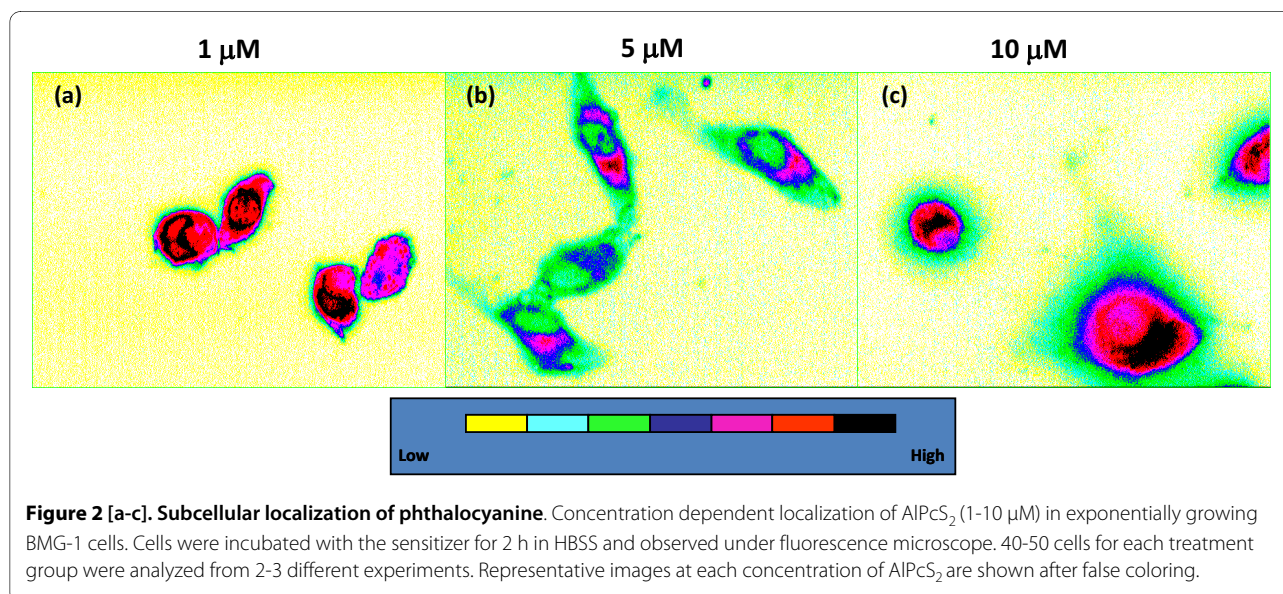 1 μM 5 μM 10 μM
(a) (b) (c)
Low High
Figure 2 [a-c]. Subcellular localization of phthalocyanine. Concentration dependent localization of AlPcS2 (1-10 μM) in exponentially growing
BMG-1 cells. Cells were incubated with the sensitizer for 2 h in HBSS and observed under fluorescence microscope. 40-50 cells for each treatment
group were analyzed from 2-3 different experiments. Representative images at each concentration of AlPcS2 are shown after false coloring.